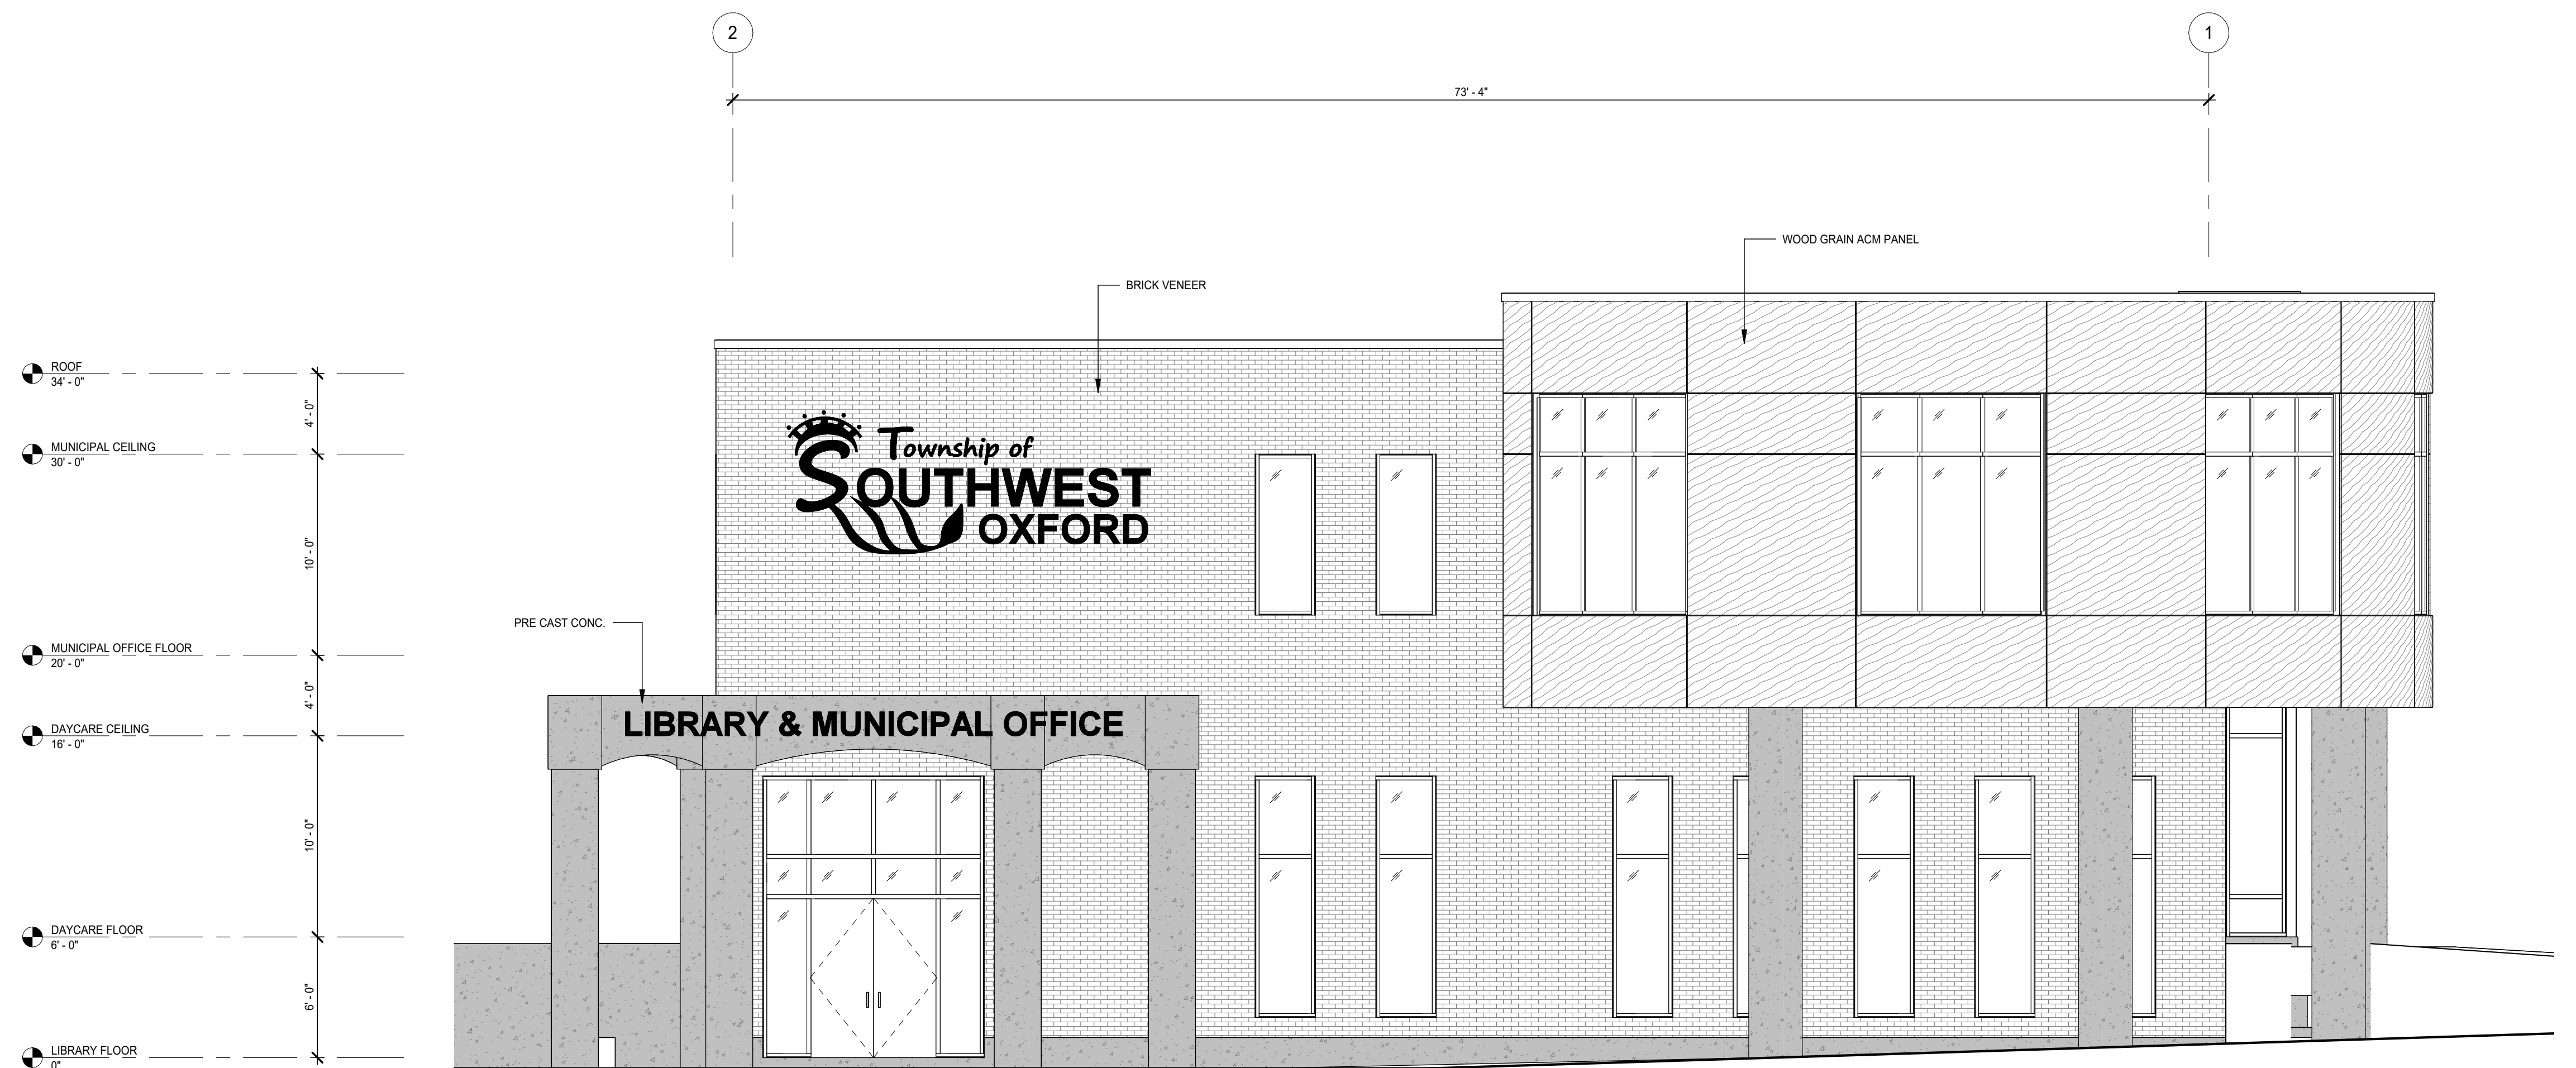 2
1
73' - 4"
WOOD GRAIN ACM PANEL
BRICK VENEER
ROOF
34' - 0"
4' - 0"
MUNICIPAL CEILING
30' - 0"
Township of
SOUTHWEST
OXFORD
10' - 0"
PRE CAST CONC.
MUNICIPAL OFFICE FLOOR
20' - 0"
4' - 0"
LIBRARY & MUNICIPAL OFFICE
DAYCARE CEILING
16' - 0"
10' - 0"
DAYCARE FLOOR
6' - 0"
6' - 0"
LIBRARY FLOOR
0"